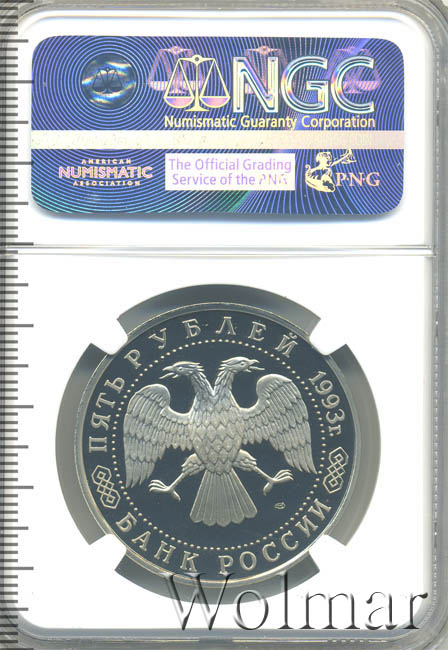 NGC
Numismatic Guaranty Corporation
AMERICAN
NUMISMATIC
ASSOCIATION
The Official Grading
Service of the PNG
PNG
ПЯТЬ РУБЛЕЙ 1993г.
БАНК РОССИИ
Wolmar